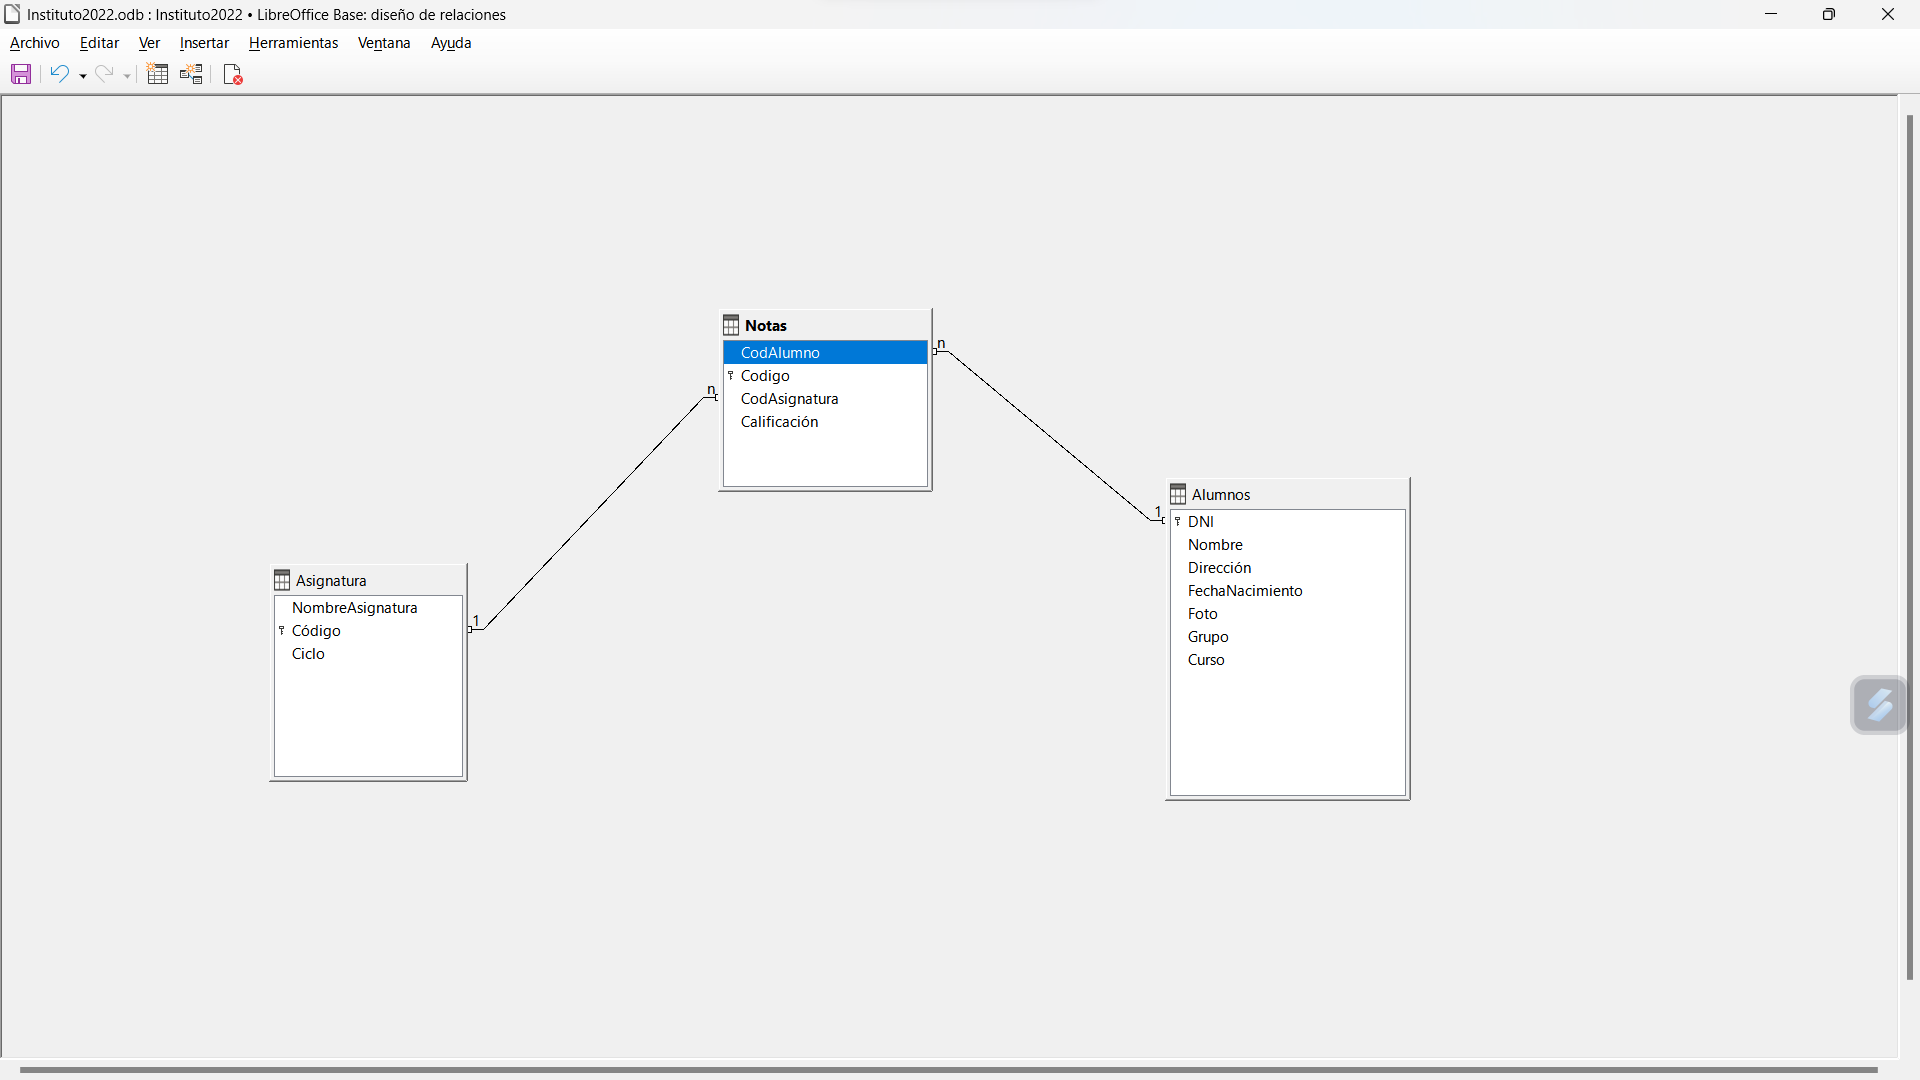 Instituto2022.odb : Instituto2022 • LibreOffice Base: diseño de relaciones
Archivo Editar Ver Insertar Herramientas Ventana Ayuda
Notas
CodAlumno
Codigo
CodAsignatura
Calificación
n
n
Alumnos
1
DNI
Nombre
Dirección
FechaNacimiento
Foto
Grupo
Curso
Asignatura
NombreAsignatura
Código
Ciclo
1